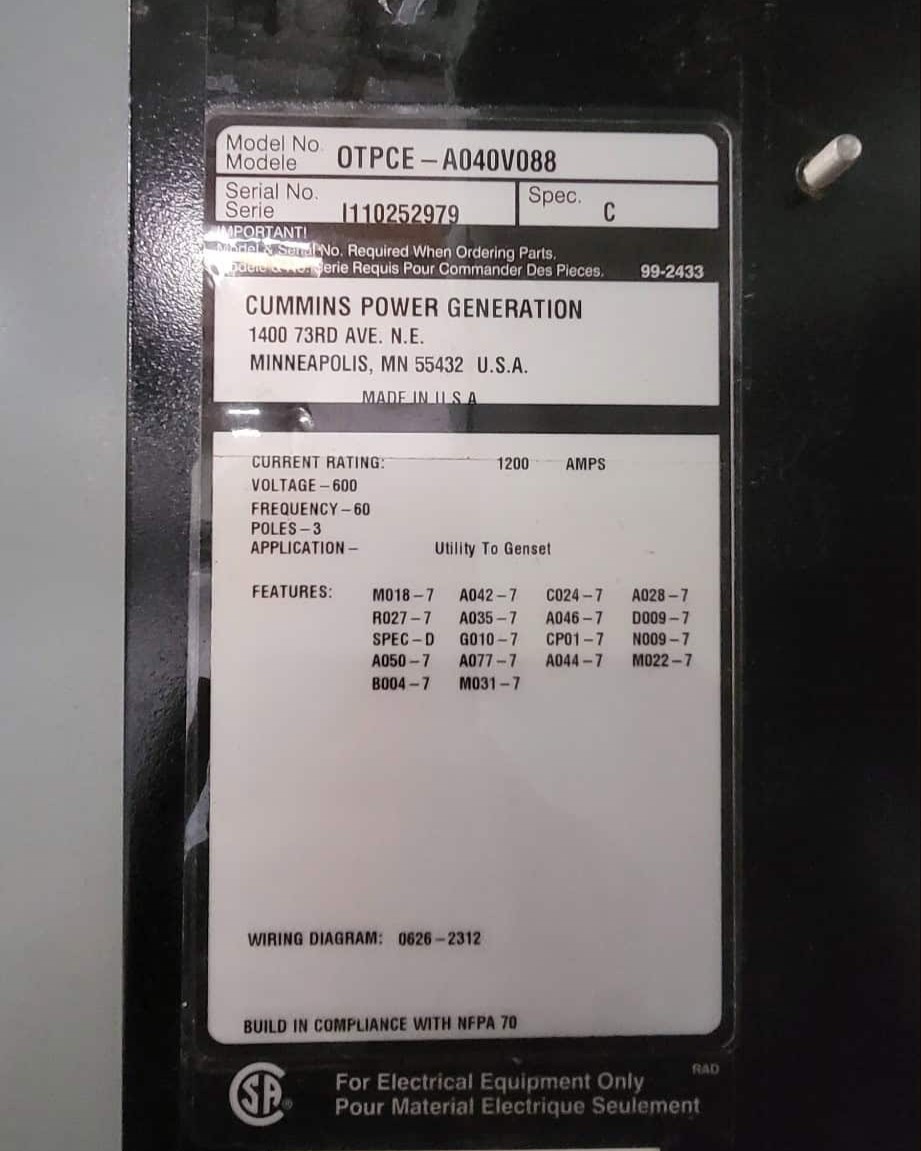 Model No.
Modele
OTPCE – A040V088
Serial No.
Serie
I110252979
Spec.
C
IMPORTANT!
Model & Serial No. Required When Ordering Parts.
Modele & No. Serie Requis Pour Commander Des Pieces.
99-2433
CUMMINS POWER GENERATION
1400 73RD AVE. N.E.
MINNEAPOLIS, MN 55432 U.S.A.
MADE IN U S A
CURRENT RATING: 1200 AMPS
VOLTAGE – 600
FREQUENCY – 60
POLES – 3
APPLICATION – Utility To Genset
FEATURES: M018 – 7 A042 – 7 C024 – 7 A028 – 7
R027 – 7 A035 – 7 A046 – 7 D009 – 7
SPEC – D G010 – 7 CP01 – 7 N009 – 7
A050 – 7 A077 – 7 A044 – 7 M022 – 7
B004 – 7 M031 – 7
WIRING DIAGRAM: 0626 – 2312
BUILD IN COMPLIANCE WITH NFPA 70
RAD
SA®
For Electrical Equipment Only
Pour Material Electrique Seulement